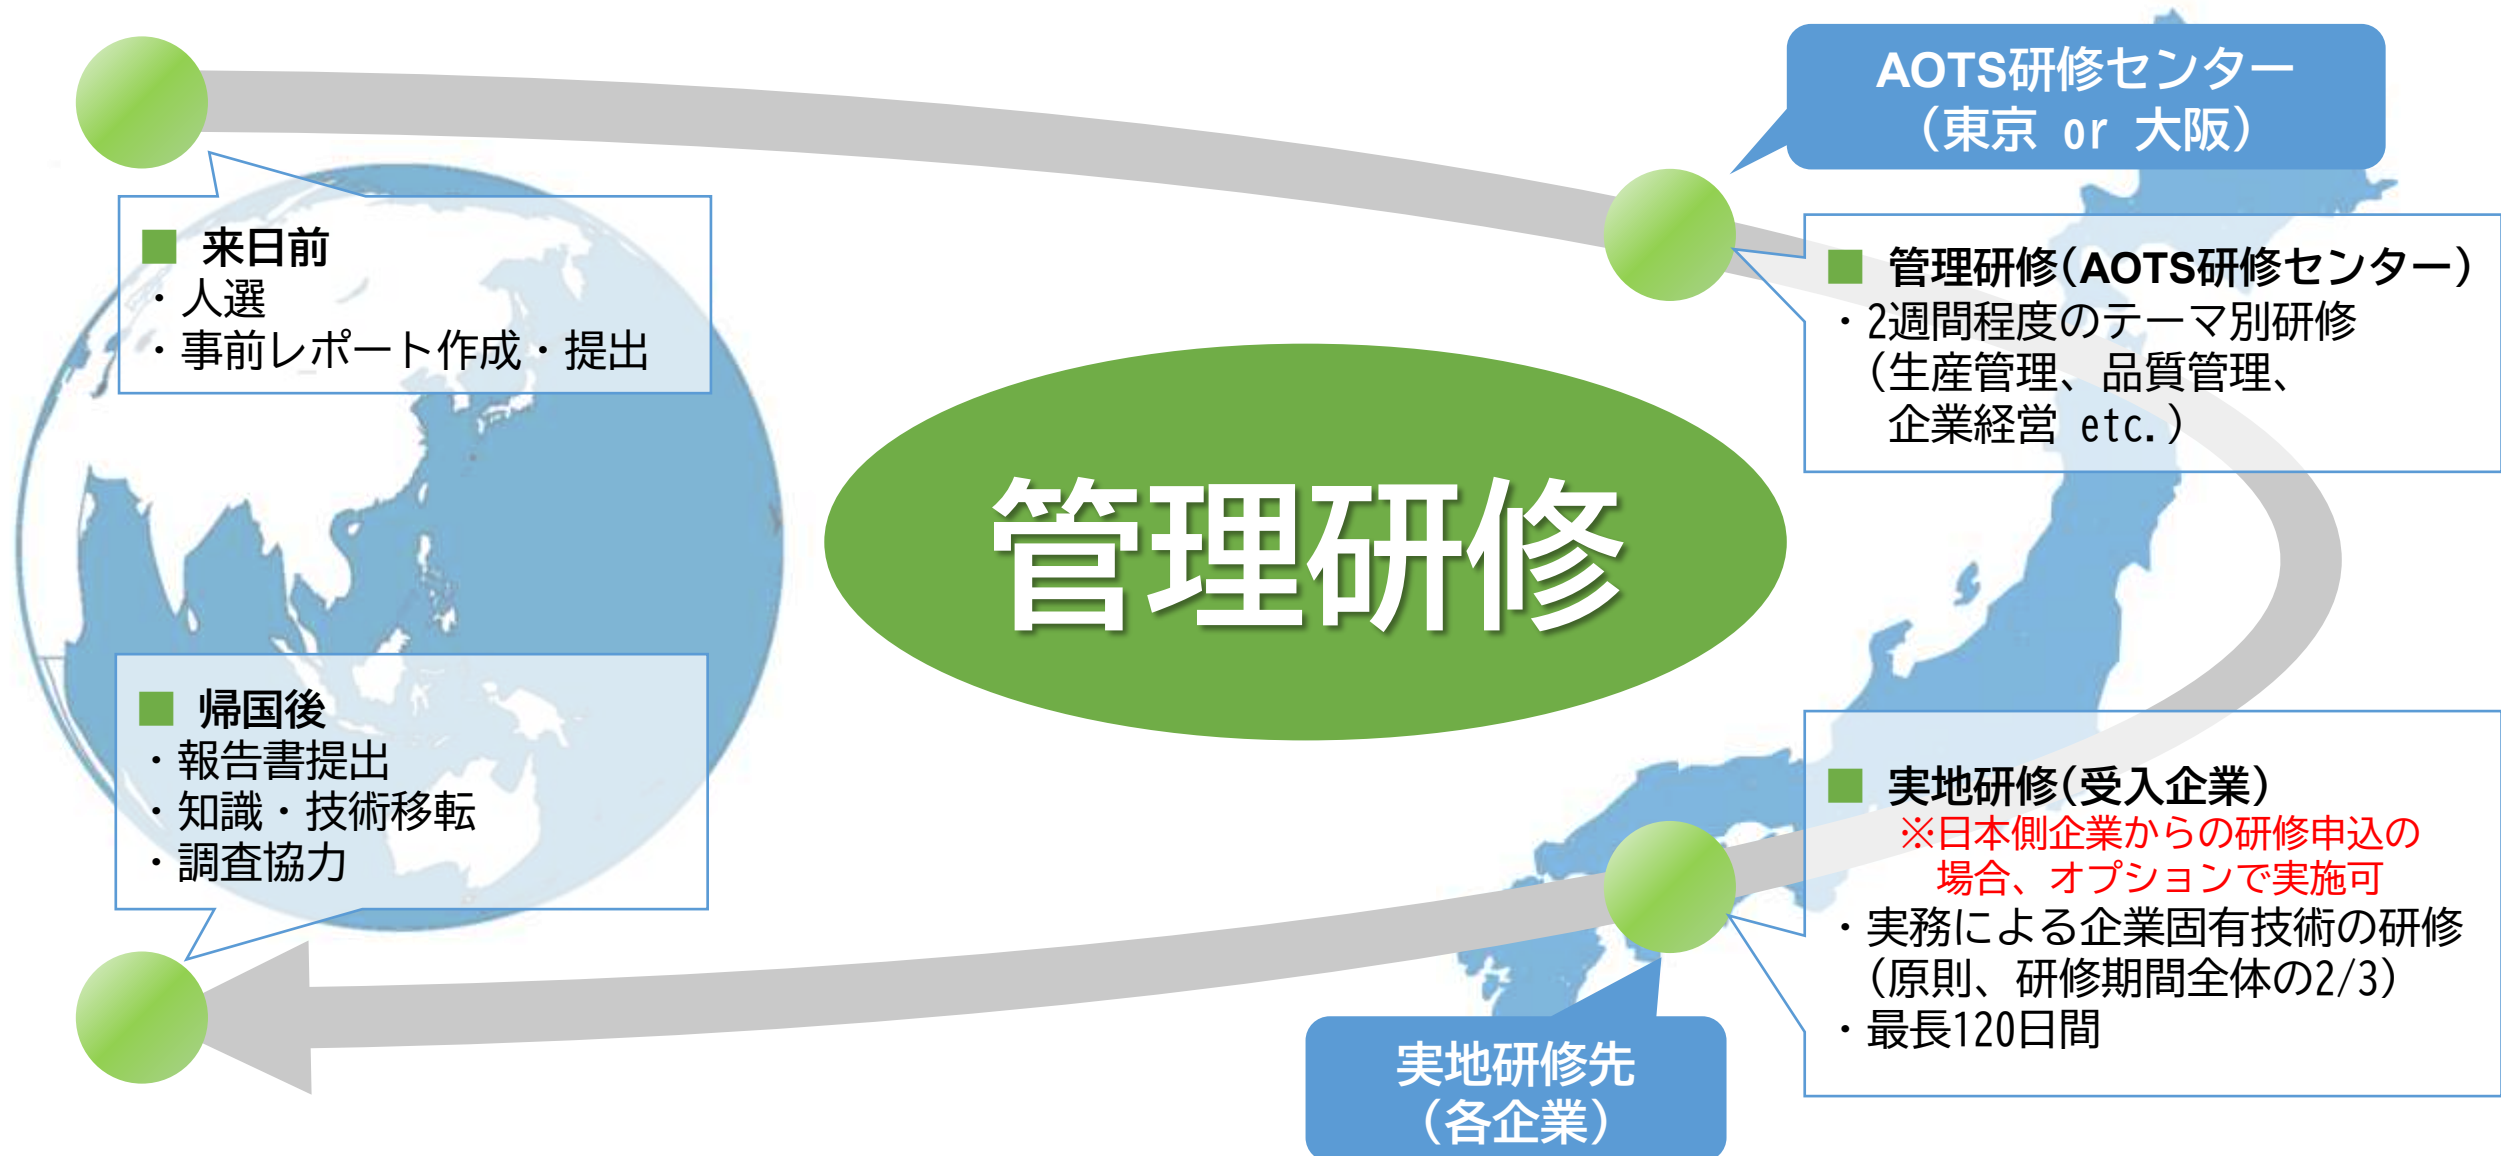 AOTS研修センター
（東京 or 大阪）
■ 来日前
・人選
・事前レポート作成・提出
■ 管理研修（AOTS研修センター）
・2週間程度のテーマ別研修
（生産管理、品質管理、
企業経営 etc.）
管理研修
■ 帰国後
・報告書提出
・知識・技術移転
・調査協力
■ 実地研修（受入企業）
※日本側企業からの研修申込の
場合、オプションで実施可
・実務による企業固有技術の研修
（原則、研修期間全体の2/3）
・最長120日間
実地研修先
（各企業）